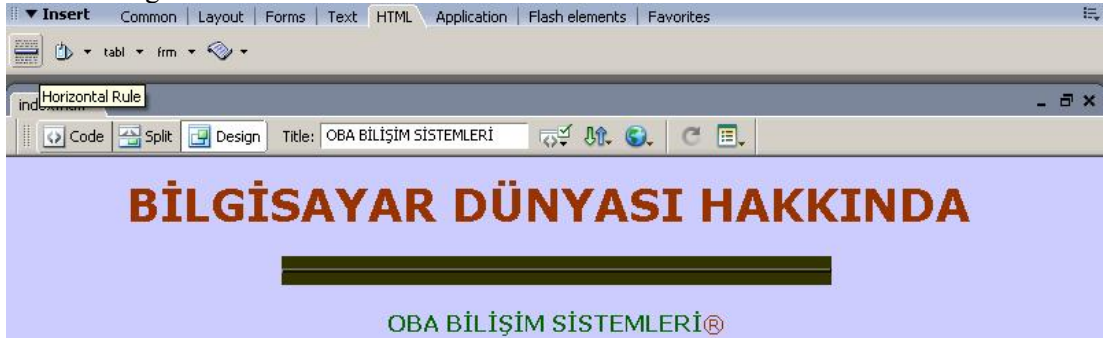 ▼ Insert Common | Layout | Forms | Text HTML Application | Flash elements | Favorites
tabl frm
Horizontal Rule
Code Split Design Title: OBA BİLİŞİM SİSTEMLERİ
BİLGİSAYAR DÜNYASI HAKKINDA
OBA BİLİŞİM SİSTEMLERİ®